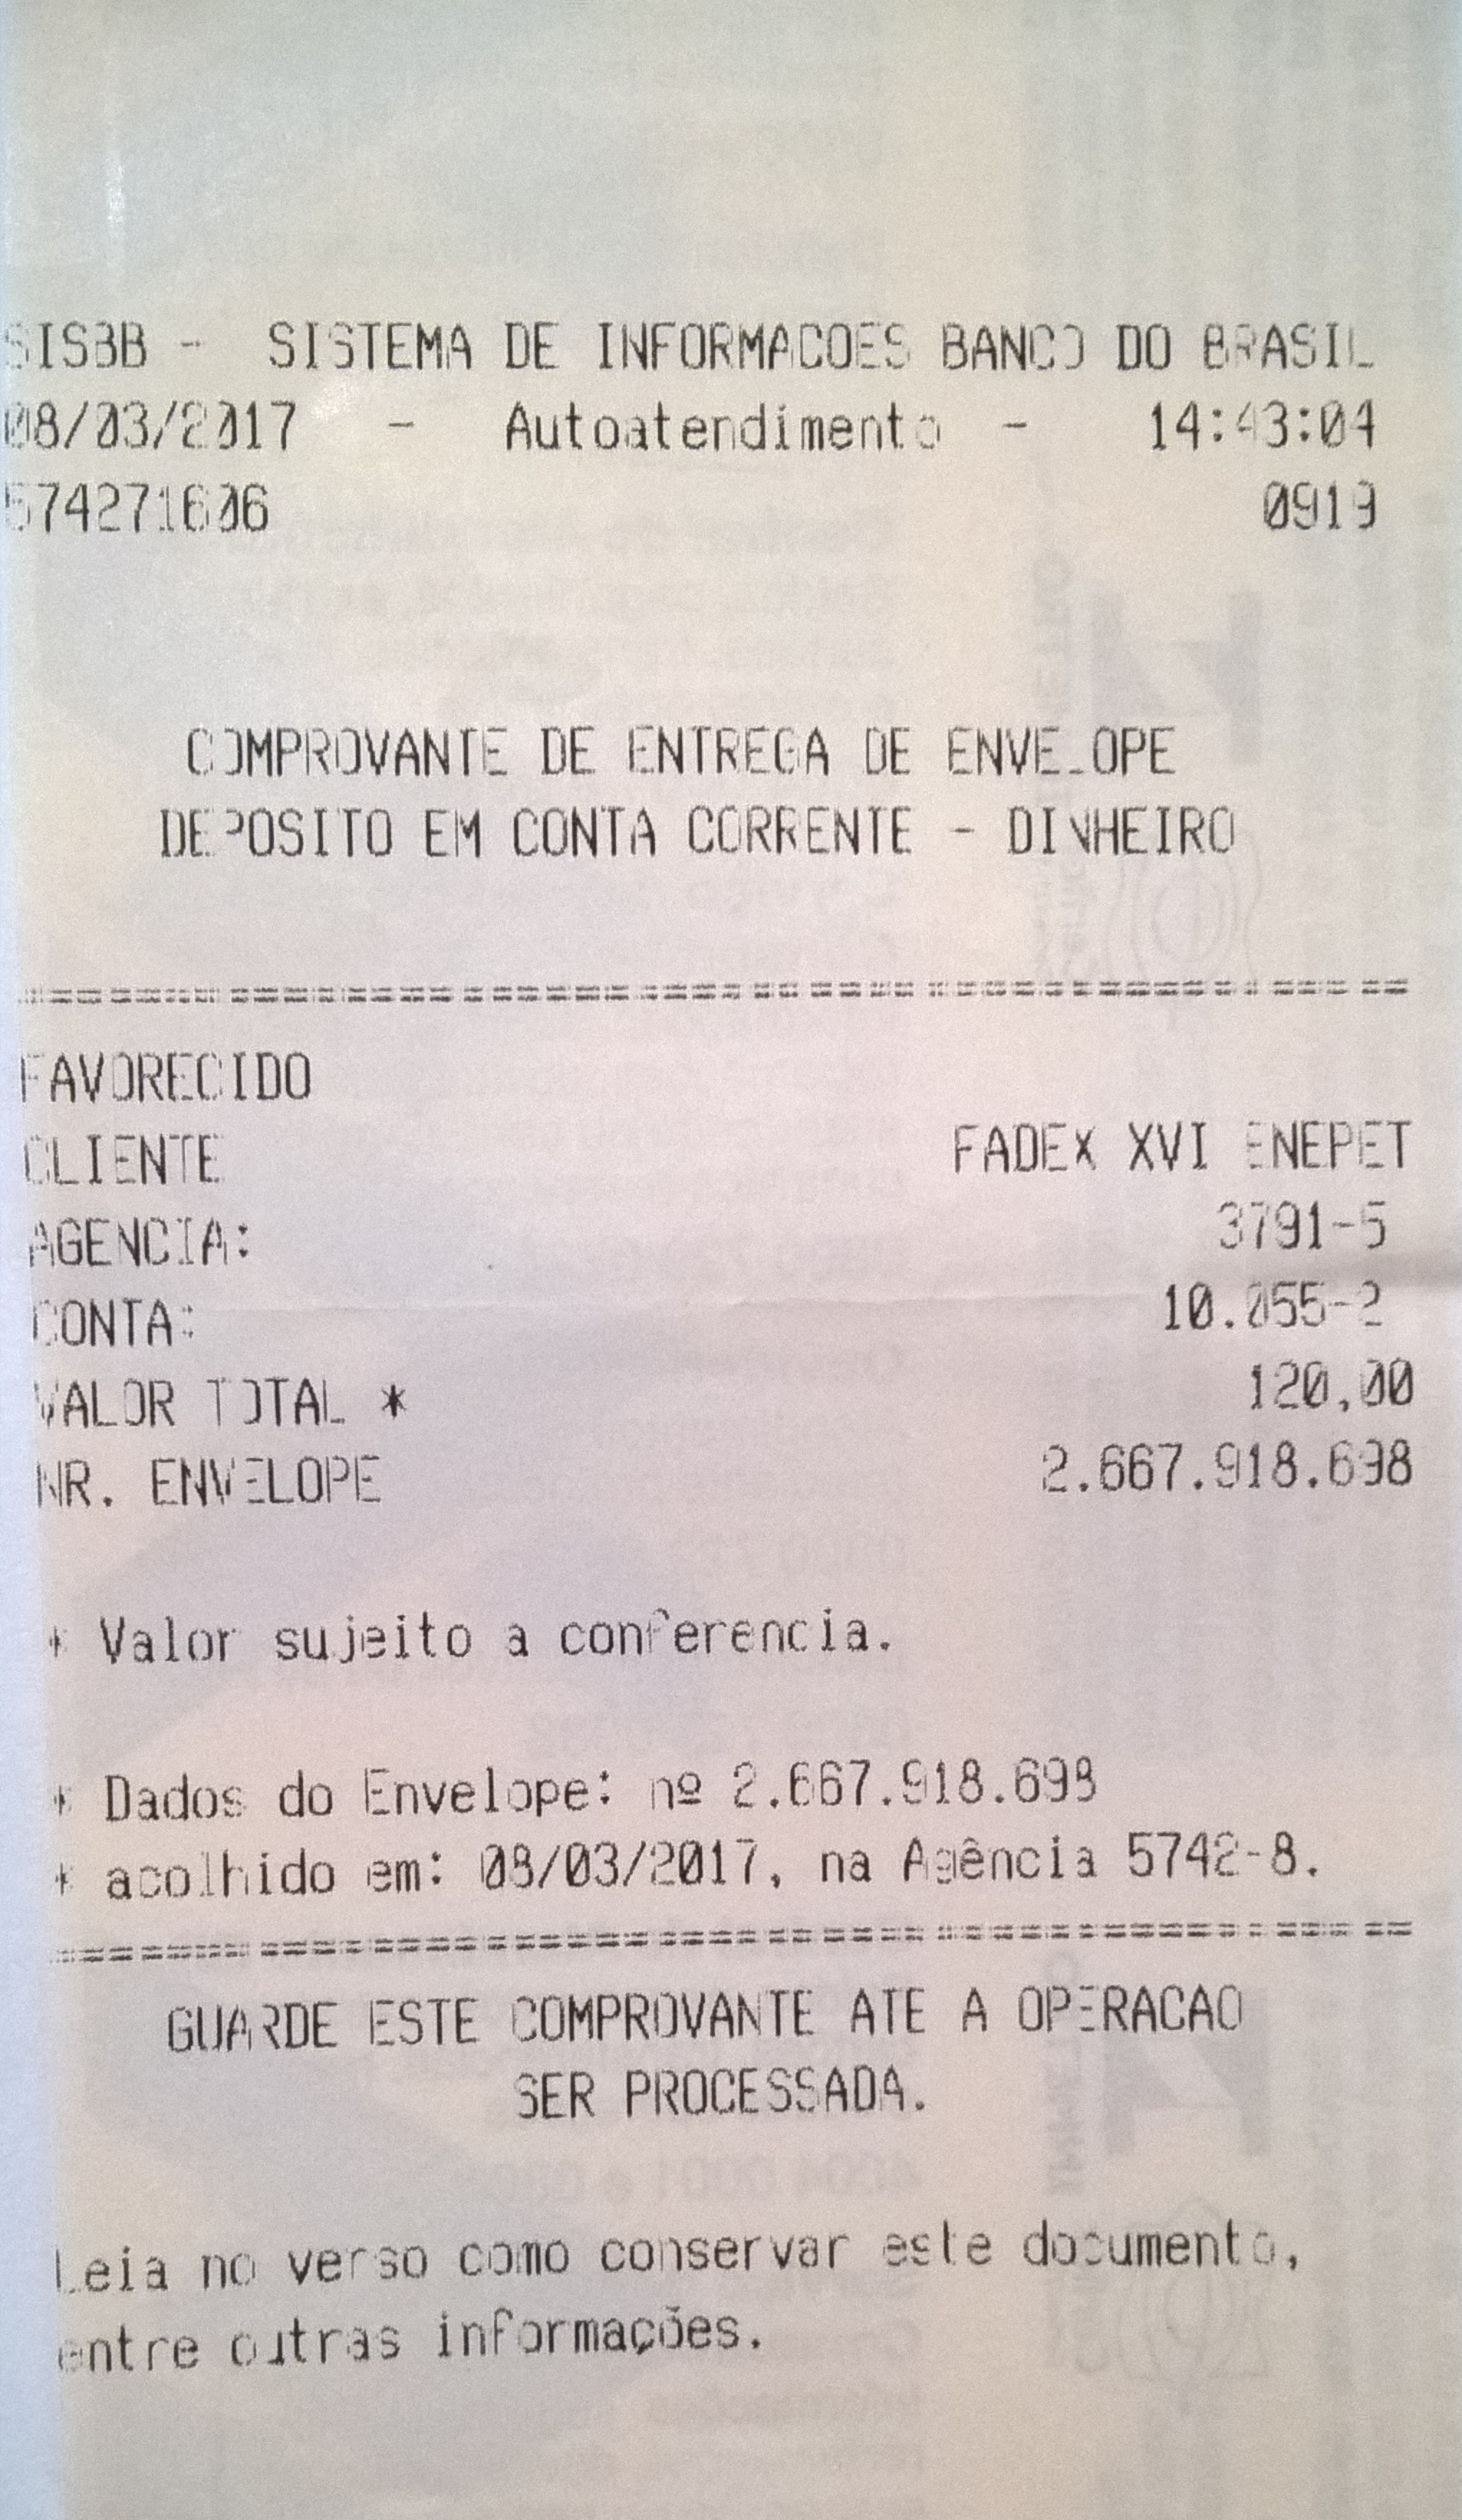 SISBB - SISTEMA DE INFORMACOES BANCO DO BRASIL
08/03/2017 - Autoatendimento - 14:43:04
574271606 0919
COMPROVANTE DE ENTREGA DE ENVELOPE
DEPOSITO EM CONTA CORRENTE - DINHEIRO
================================================
FAVORECIDO
CLIENTE FADEX XVI ENEPET
AGENCIA: 3791-5
CONTA: 10.055-2
VALOR TOTAL * 120,00
NR. ENVELOPE 2.667.918.698
* Valor sujeito a conferencia.
* Dados do Envelope: nº 2.667.918.698
* acolhido em: 08/03/2017, na Agência 5742-8.
================================================
GUARDE ESTE COMPROVANTE ATE A OPERACAO
SER PROCESSADA.
Leia no verso como conservar este documento,
entre outras informações.